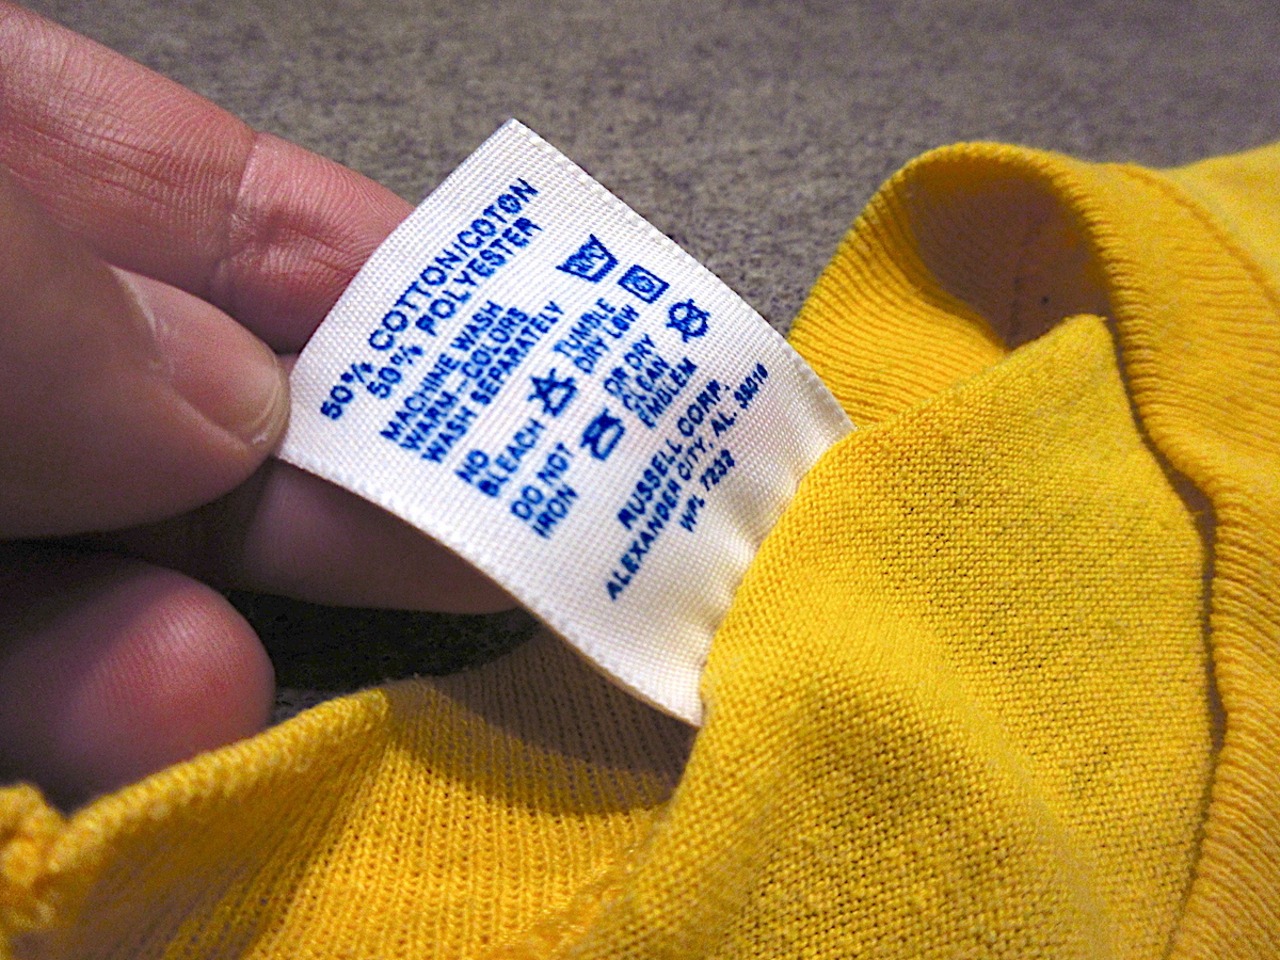 50% COTTON/COTON
50% POLYESTER
MACHINE WASH
WARM-COLORS
WASH SEPARATELY
NO
BLEACH
TUMBLE
DRY LOW
DO NOT
IRON
OR DRY
CLEAN
EMBLEM
RUSSELL CORP.
ALEXANDER CITY, AL. 35010
WPL 7232